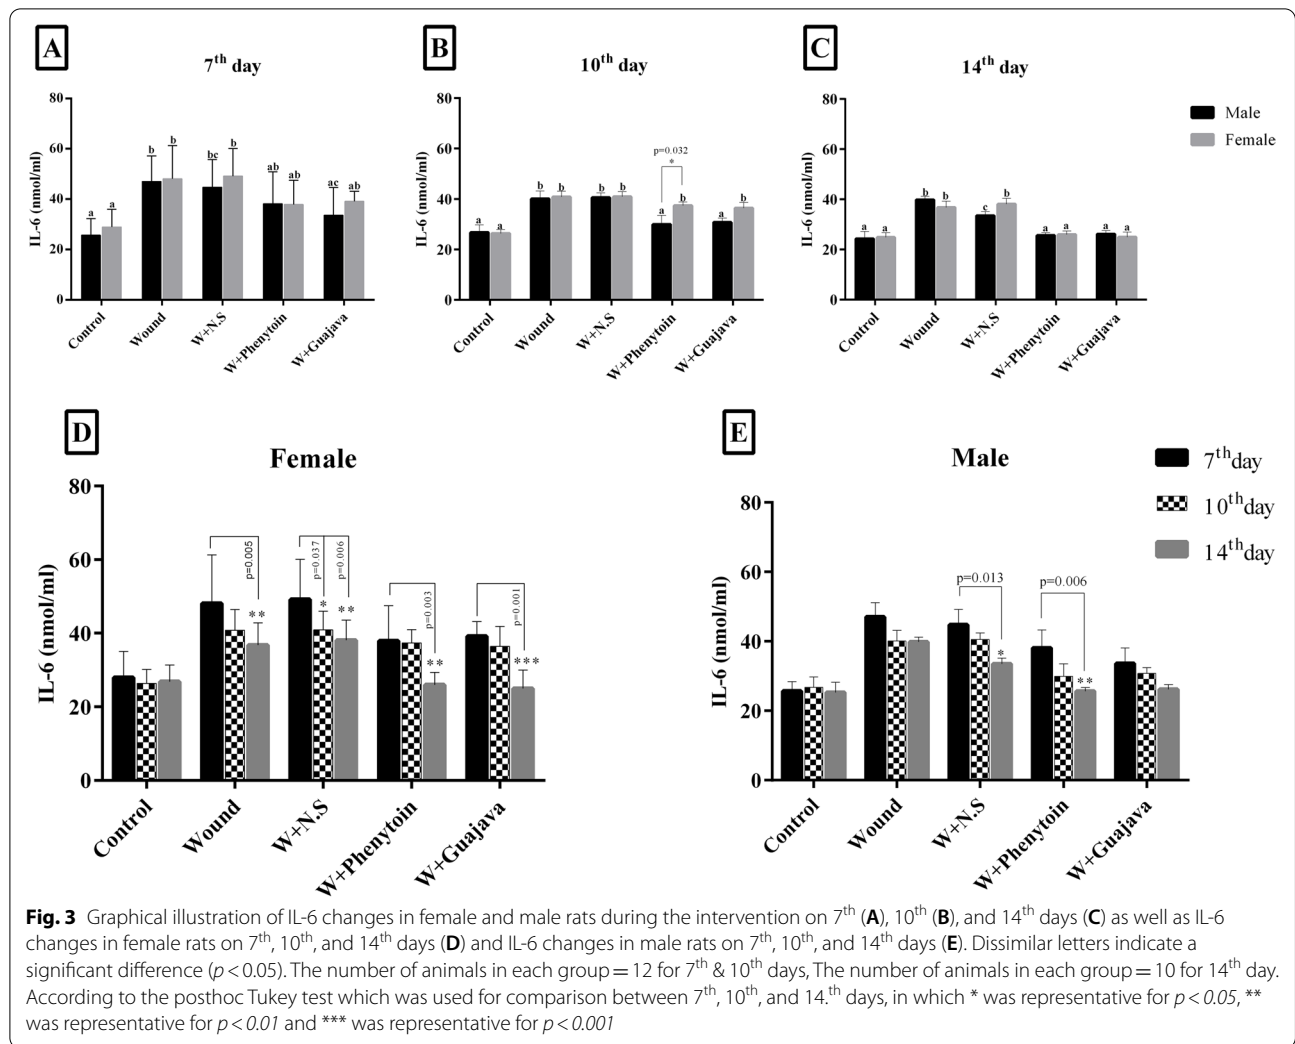 A
7th day
IL-6 (nmol/ml)
80
60
40
20
0
a a b b bc b ab ab ac ab
Control Wound W+N.S W+Phenytoin W+Guajava
B
10th day
IL-6 (nmol/ml)
80
60
40
20
0
p=0.032
*
a a b b b b a b a b
Control Wound W+N.S W+Phenytoin W+Guajava
C
14th day
IL-6 (nmol/ml)
80
60
40
20
0
a a b b c b a a a a
Control Wound W+N.S W+Phenytoin W+Guajava
Male
Female
D
Female
IL-6 (nmol/ml)
80
60
40
20
0
p=0.005
**
p=0.037
*
p=0.006
**
p=0.003
**
p=0.001
***
Control Wound W+N.S W+Phenytoin W+Guajava
E
Male
IL-6 (nmol/ml)
80
60
40
20
0
p=0.013
*
p=0.006
**
Control Wound W+N.S W+Phenytoin W+Guajava
7th day
10th day
14th day
Fig. 3 Graphical illustration of IL-6 changes in female and male rats during the intervention on 7th (A), 10th (B), and 14th days (C) as well as IL-6
changes in female rats on 7th, 10th, and 14th days (D) and IL-6 changes in male rats on 7th, 10th, and 14th days (E). Dissimilar letters indicate a
significant difference (p < 0.05). The number of animals in each group = 12 for 7th & 10th days, The number of animals in each group = 10 for 14th day.
According to the posthoc Tukey test which was used for comparison between 7th, 10th, and 14.th days, in which * was representative for p < 0.05, **
was representative for p < 0.01 and *** was representative for p < 0.001